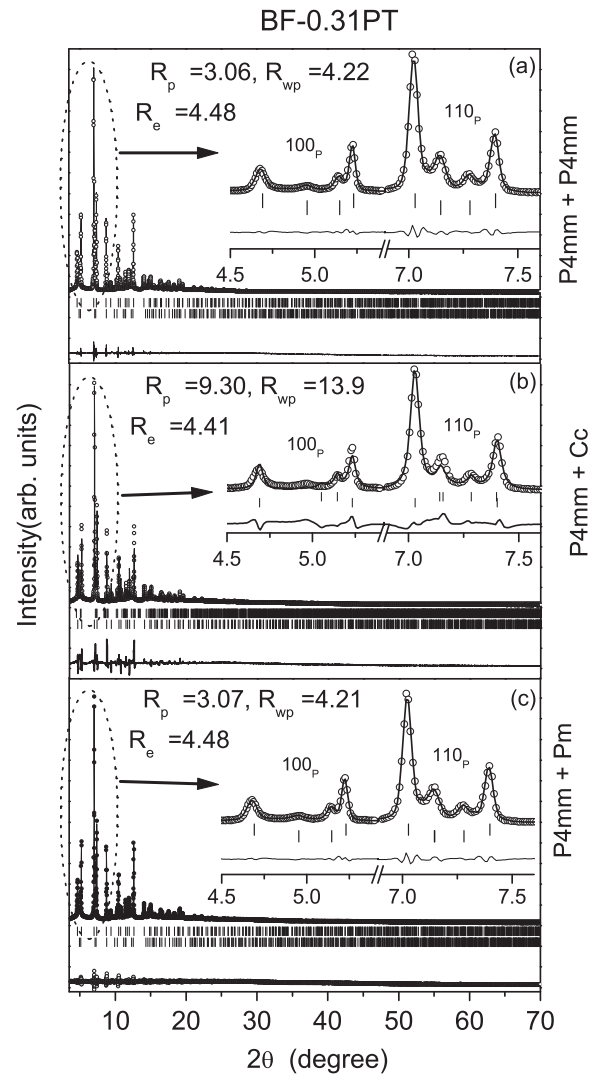 BF-0.31PT
(a)
R_p =3.06, R_wp =4.22
R_e =4.48
100_P
110_P
4.5 5.0 7.0 7.5
P4mm + P4mm
(b)
R_p =9.30, R_wp =13.9
R_e =4.41
100_P
110_P
4.5 5.0 7.0 7.5
P4mm + Cc
Intensity(arb. units)
(c)
R_p =3.07, R_wp =4.21
R_e =4.48
100_P
110_P
4.5 5.0 7.0 7.5
P4mm + Pm
10 20 30 40 50 60 70
2θ (degree)